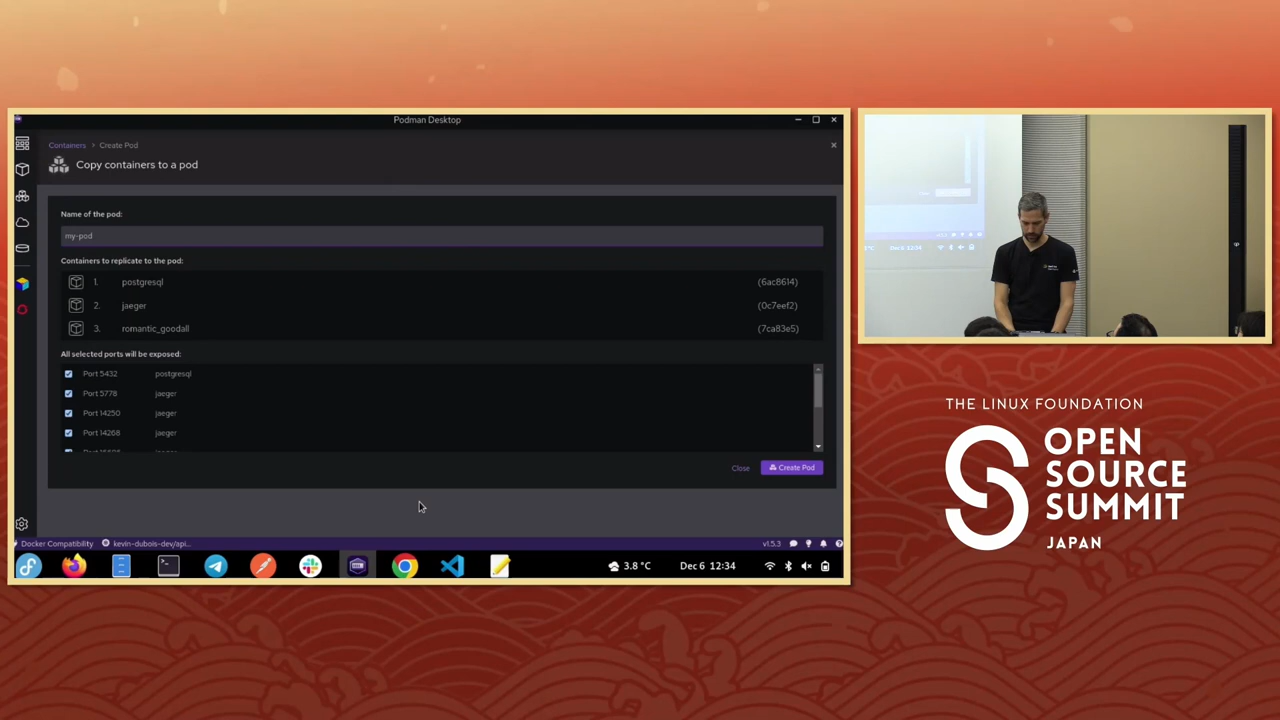 Podman Desktop
Containers > Create Pod
Copy containers to a pod
Name of the pod:
my-pod
Containers to replicate to the pod:
1. postgresql (6ac8614)
2. jaeger (0c7eef2)
3. romantic_goodall (7ca83e5)
All selected ports will be exposed:
Port 5432 postgresql
Port 5778 jaeger
Port 14250 jaeger
Port 14268 jaeger
Close Create Pod
Docker Compatibility kevin-dubois-dev/api... v1.5.3
3.8 °C Dec 6 12:34
THE LINUX FOUNDATION
OPEN
SOURCE
SUMMIT
JAPAN